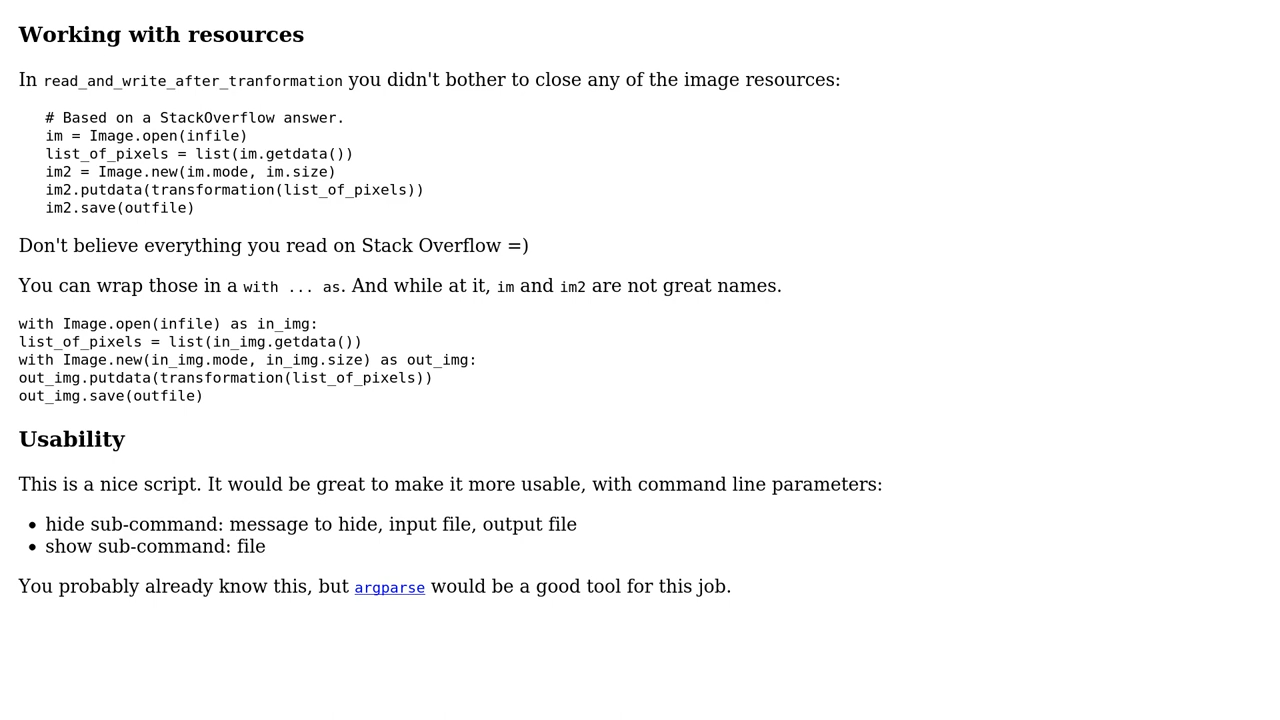 Working with resources
In read_and_write_after_tranformation you didn't bother to close any of the image resources:
# Based on a StackOverflow answer.
im = Image.open(infile)
list_of_pixels = list(im.getdata())
im2 = Image.new(im.mode, im.size)
im2.putdata(transformation(list_of_pixels))
im2.save(outfile)
Don't believe everything you read on Stack Overflow =)
You can wrap those in a with ... as. And while at it, im and im2 are not great names.
with Image.open(infile) as in_img:
list_of_pixels = list(in_img.getdata())
with Image.new(in_img.mode, in_img.size) as out_img:
out_img.putdata(transformation(list_of_pixels))
out_img.save(outfile)
Usability
This is a nice script. It would be great to make it more usable, with command line parameters:
• hide sub-command: message to hide, input file, output file
• show sub-command: file
You probably already know this, but argparse would be a good tool for this job.